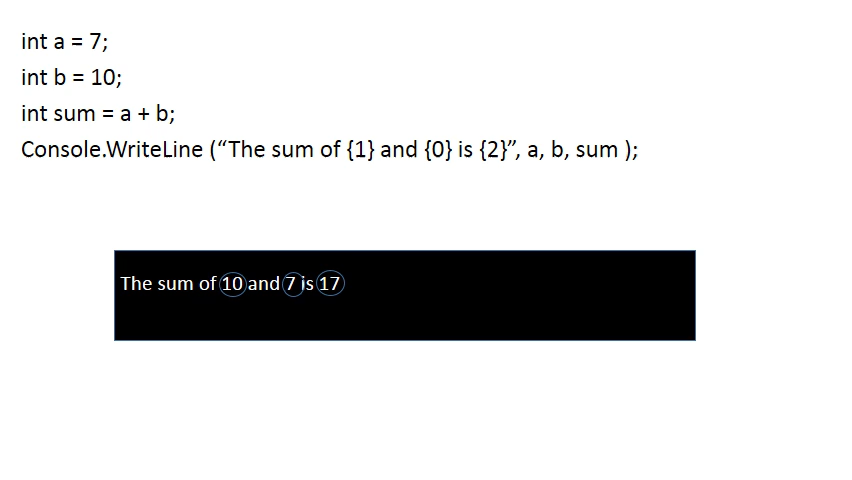 int a = 7;
int b = 10;
int sum = a + b;
Console.WriteLine (“The sum of {1} and {0} is {2}”, a, b, sum );
The sum of 10 and 7 is 17